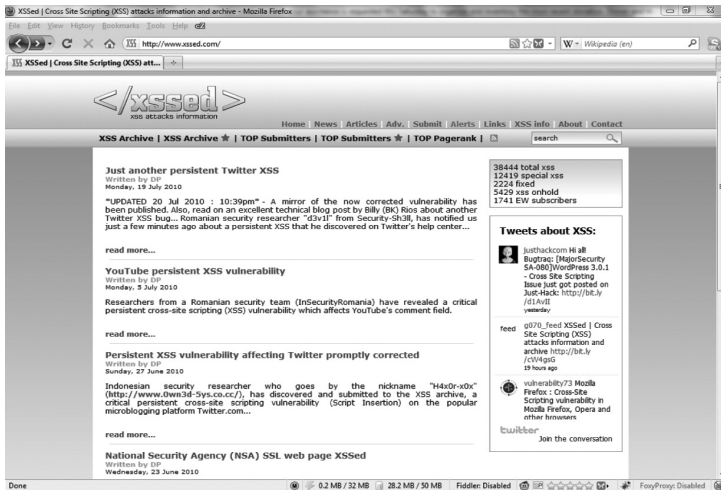 XSSed | Cross Site Scripting (XSS) attacks information and archive - Mozilla Firefox
File Edit View History Bookmarks Tools Help
http://www.xssed.com/
W - Wikipedia (en)
XSSed | Cross Site Scripting (XSS) att...
</xssed>
xss attacks information
Home | News | Articles | Adv. | Submit | Alerts | Links | XSS info | About | Contact
XSS Archive | XSS Archive ★ | TOP Submitters | TOP Submitters ★ | TOP Pagerank |
search
Just another persistent Twitter XSS
Written by DP
Monday, 19 July 2010
"UPDATED 20 Jul 2010 : 10:39pm" - A mirror of the now corrected vulnerability has
been published. Also, read on an excellent technical blog post by Billy (BK) Rios about another
Twitter XSS bug... Romanian security researcher "d3v1l" from Security-Sh3ll, has notified us
just a few minutes ago about a persistent XSS that he discovered on Twitter's help center...
read more...
YouTube persistent XSS vulnerability
Written by DP
Monday, 5 July 2010
Researchers from a Romanian security team (InSecurityRomania) have revealed a critical
persistent cross-site scripting (XSS) vulnerability which affects YouTube's comment field.
read more...
Persistent XSS vulnerability affecting Twitter promptly corrected
Written by DP
Sunday, 27 June 2010
Indonesian security researcher who goes by the nickname "H4x0r-x0x"
(http://www.0wn3d-5ys.co.cc/), has discovered and submitted to the XSS archive, a
critical persistent cross-site scripting vulnerability (Script Insertion) on the popular
microblogging platform Twitter.com...
read more...
National Security Agency (NSA) SSL web page XSSed
Written by DP
Wednesday, 23 June 2010
38444 total xss
12419 special xss
2224 fixed
5429 xss onhold
1741 EW subscribers
Tweets about XSS:
justhackcom Hi all!
Bugtraq: [MajorSecurity
SA-080]WordPress 3.0.1
- Cross Site Scripting
Issue just got posted on
Just-Hack: http://bit.ly
/d1AvII
yesterday
feed
g070_feed XSSed | Cross
Site Scripting (XSS)
attacks information and
archive http://bit.ly
/cW4gsG
19 hours ago
vulnerability73 Mozilla
Firefox : Cross-Site
Scripting vulnerability in
Mozilla Firefox, Opera and
other browsers
twitter
Join the conversation
Done
0.2 MB / 32 MB
28.2 MB / 50 MB
Fiddler: Disabled
FoxyProxy: Disabled